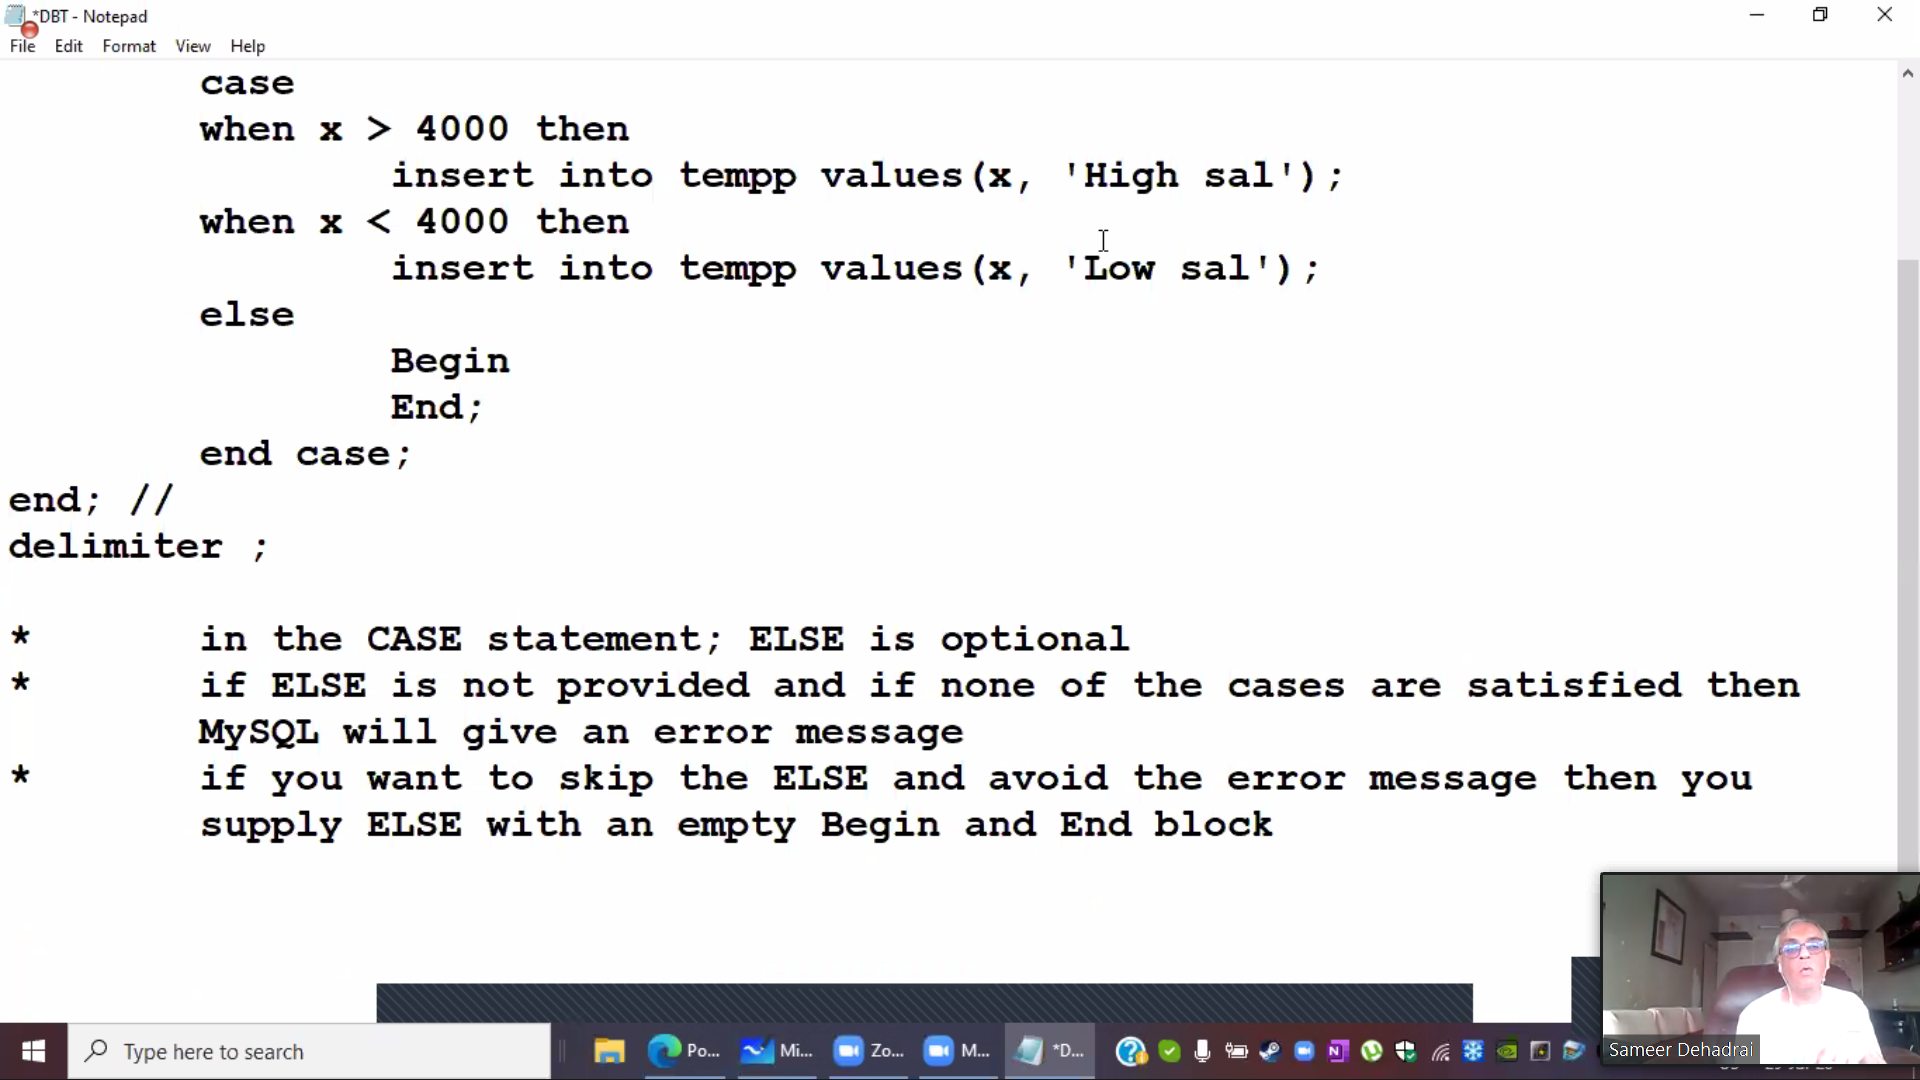 *DBT - Notepad
File Edit Format View Help
case
when x > 4000 then
insert into tempp values(x, 'High sal');
when x < 4000 then
insert into tempp values(x, 'Low sal');
else
Begin
End;
end case;
end; //
delimiter ;
* in the CASE statement; ELSE is optional
* if ELSE is not provided and if none of the cases are satisfied then
MySQL will give an error message
* if you want to skip the ELSE and avoid the error message then you
supply ELSE with an empty Begin and End block
Type here to search
Po...
Mi...
Zo...
M...
*D...
Sameer Dehadrai